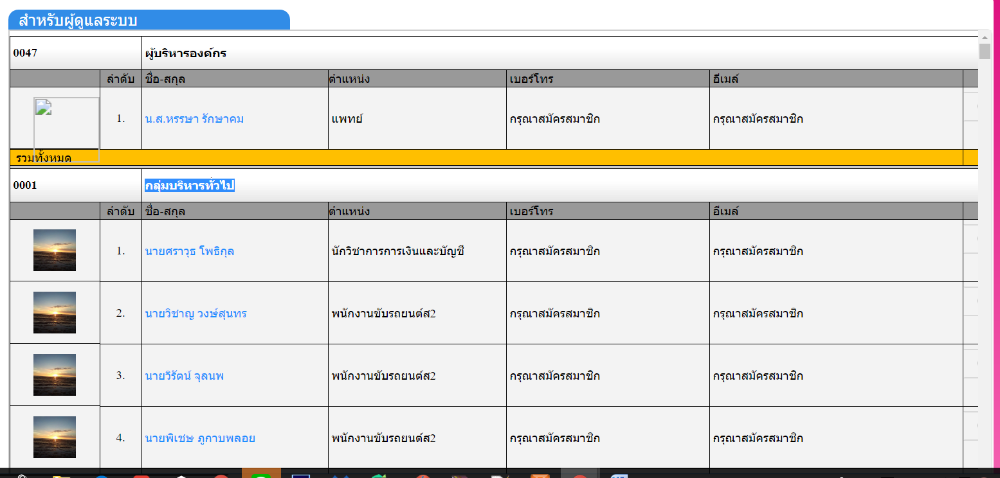 สำหรับผู้ดูแลระบบ
0047 ผู้บริหารองค์กร
ลำดับ ชื่อ-สกุล ตำแหน่ง เบอร์โทร อีเมล์
1. น.ส.หรรษา รักษาคม แพทย์ กรุณาสมัครสมาชิก กรุณาสมัครสมาชิก
รวมทั้งหมด
0001 กลุ่มบริหารทั่วไป
ลำดับ ชื่อ-สกุล ตำแหน่ง เบอร์โทร อีเมล์
1. นายศราวุธ โพธิกุล นักวิชาการการเงินและบัญชี กรุณาสมัครสมาชิก กรุณาสมัครสมาชิก
2. นายวิชาญ วงษ์สุนทร พนักงานขับรถยนต์ส2 กรุณาสมัครสมาชิก กรุณาสมัครสมาชิก
3. นายวิรัตน์ จุลนพ พนักงานขับรถยนต์ส2 กรุณาสมัครสมาชิก กรุณาสมัครสมาชิก
4. นายพิเชษ ภูกาบพลอย พนักงานขับรถยนต์ส2 กรุณาสมัครสมาชิก กรุณาสมัครสมาชิก